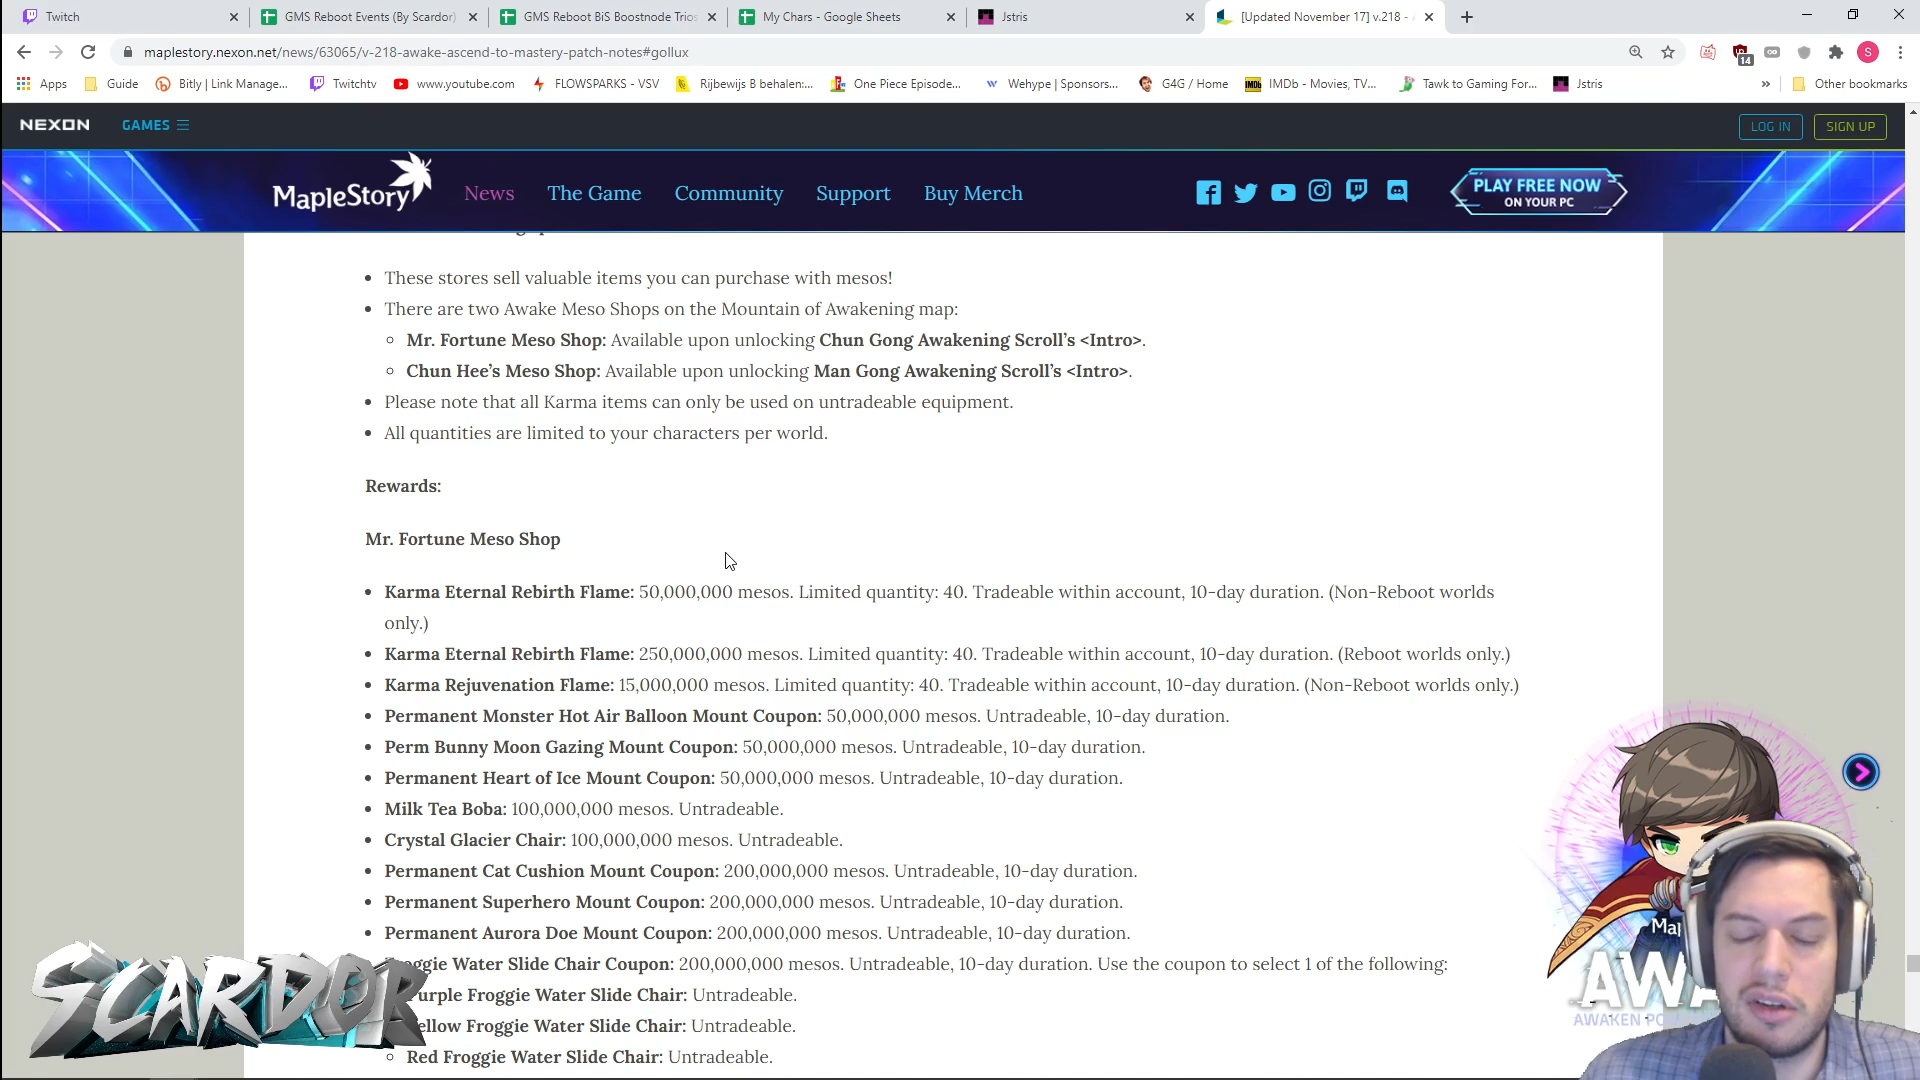 Twitch
GMS Reboot Events (By Scardor)
GMS Reboot BiS Boostnode Trios
My Chars - Google Sheets
Jstris
[Updated November 17] v.218 -
maplestory.nexon.net/news/63065/v-218-awake-ascend-to-mastery-patch-notes#gollux
14
S
Apps
Guide
Bitly | Link Manage...
Twitchtv
www.youtube.com
FLOWSPARKS - VSV
Rijbewijs B behalen:...
One Piece Episode...
Wehype | Sponsors...
G4G / Home
IMDb - Movies, TV...
Tawk to Gaming For...
Jstris
Other bookmarks
NEXON
GAMES
LOG IN
SIGN UP
MapleStory
News
The Game
Community
Support
Buy Merch
PLAY FREE NOW
ON YOUR PC
These stores sell valuable items you can purchase with mesos!
There are two Awake Meso Shops on the Mountain of Awakening map:
Mr. Fortune Meso Shop: Available upon unlocking Chun Gong Awakening Scroll’s <Intro>.
Chun Hee’s Meso Shop: Available upon unlocking Man Gong Awakening Scroll’s <Intro>.
Please note that all Karma items can only be used on untradeable equipment.
All quantities are limited to your characters per world.
Rewards:
Mr. Fortune Meso Shop
Karma Eternal Rebirth Flame: 50,000,000 mesos. Limited quantity: 40. Tradeable within account, 10-day duration. (Non-Reboot worlds
only.)
Karma Eternal Rebirth Flame: 250,000,000 mesos. Limited quantity: 40. Tradeable within account, 10-day duration. (Reboot worlds only.)
Karma Rejuvenation Flame: 15,000,000 mesos. Limited quantity: 40. Tradeable within account, 10-day duration. (Non-Reboot worlds only.)
Permanent Monster Hot Air Balloon Mount Coupon: 50,000,000 mesos. Untradeable, 10-day duration.
Perm Bunny Moon Gazing Mount Coupon: 50,000,000 mesos. Untradeable, 10-day duration.
Permanent Heart of Ice Mount Coupon: 50,000,000 mesos. Untradeable, 10-day duration.
Milk Tea Boba: 100,000,000 mesos. Untradeable.
Crystal Glacier Chair: 100,000,000 mesos. Untradeable.
Permanent Cat Cushion Mount Coupon: 200,000,000 mesos. Untradeable, 10-day duration.
Permanent Superhero Mount Coupon: 200,000,000 mesos. Untradeable, 10-day duration.
Permanent Aurora Doe Mount Coupon: 200,000,000 mesos. Untradeable, 10-day duration.
ggie Water Slide Chair Coupon: 200,000,000 mesos. Untradeable, 10-day duration. Use the coupon to select 1 of the following:
Purple Froggie Water Slide Chair: Untradeable.
ellow Froggie Water Slide Chair: Untradeable.
Red Froggie Water Slide Chair: Untradeable.
SCARDOR
Map
AWA
AWAKEN PO